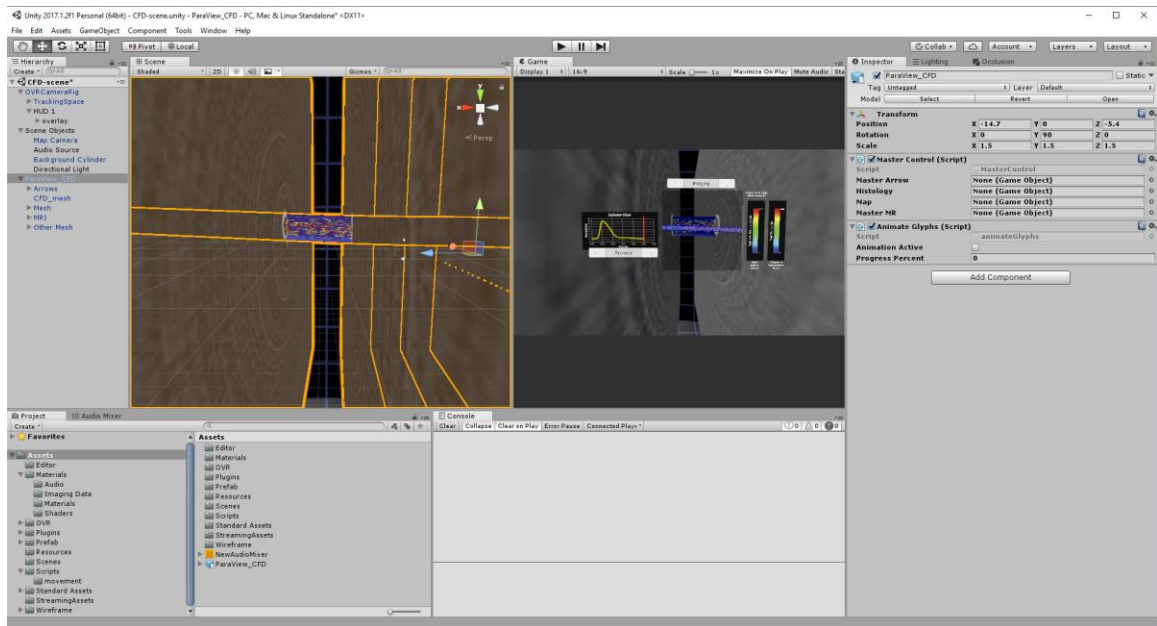 Unity 2017.1.2f1 Personal (64bit) - CFD-scene.unity - ParaView_CFD - PC, Mac & Linux Standalone* <DX11>
File Edit Assets GameObject Component Tools Window Help
Pivot Local
Collab Account Layers Layout
Hierarchy
Create All
CFD-scene*
OVRCameraRig
TrackingSpace
HUD 1
overlay
Scene Objects
Map Camera
Audio Source
Background Cylinder
Directional Light
ParaView_CFD
Arrows
CFD_mesh
Mesh
MRI
Other Mesh
Scene
Shaded 2D Gizmos All
y
x
Persp
Game
Display 1 16:9 Scale 1x Maximize On Play Mute Audio Sta
Imaging
Inspector Lighting Occlusion
ParaView_CFD Static
Tag Untagged Layer Default
Model Select Revert Open
Transform
Position X -14.7 Y 0 Z -5.4
Rotation X 0 Y 90 Z 0
Scale X 1.5 Y 1.5 Z 1.5
Master Control (Script)
Script MasterControl
Master Arrow None (Game Object)
Histology None (Game Object)
Map None (Game Object)
Master MR None (Game Object)
Animate Glyphs (Script)
Script animateGlyphs
Animation Active
Progress Percent 0
Add Component
Project Audio Mixer
Create
Favorites
Assets
Editor
Materials
Audio
Imaging Data
Materials
Shaders
OVR
Plugins
Prefab
Resources
Scenes
Scripts
movement
Standard Assets
StreamingAssets
Wireframe
Assets
Editor
Materials
OVR
Plugins
Prefab
Resources
Scenes
Scripts
Standard Assets
StreamingAssets
Wireframe
NewAudioMixer
ParaView_CFD
Console
Clear Collapse Clear on Play Error Pause Connected Player
0 0 0